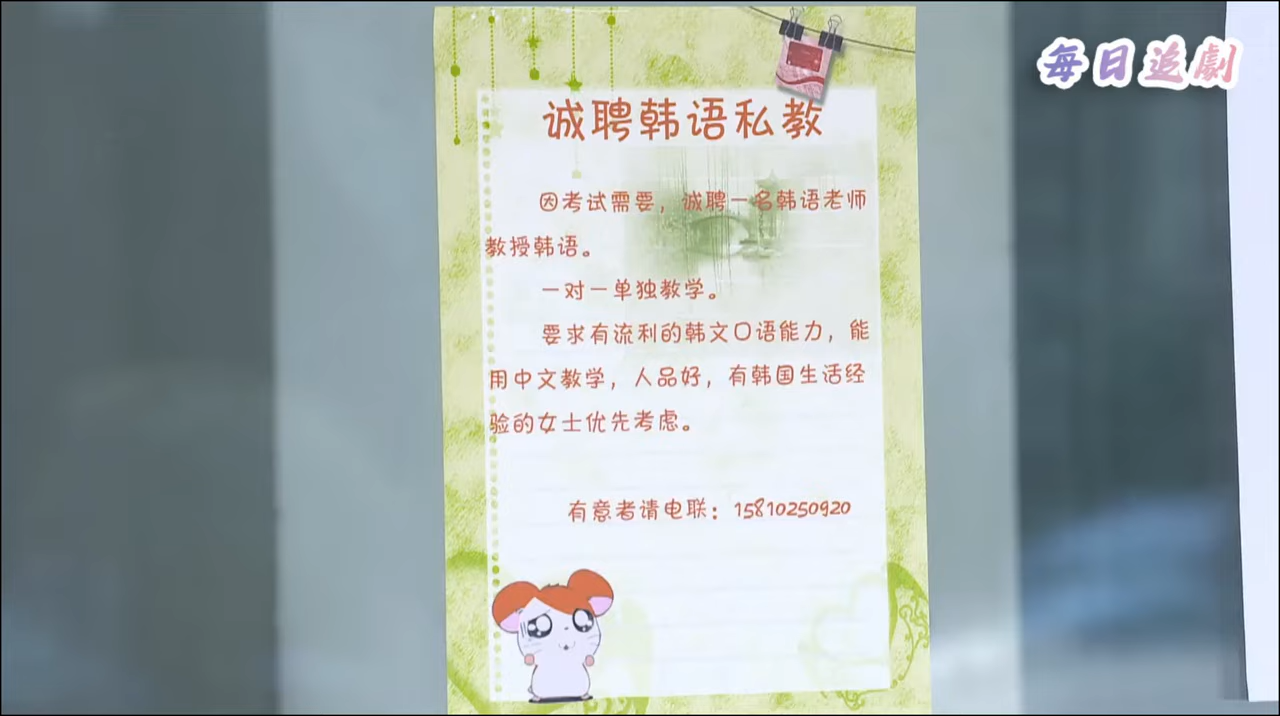 每日追劇
诚聘韩语私教
因考试需要，诚聘一名韩语老师
教授韩语。
一对一单独教学。
要求有流利的韩文口语能力，能
用中文教学，人品好，有韩国生活经
验的女士优先考虑。
有意者请电联：15810250920